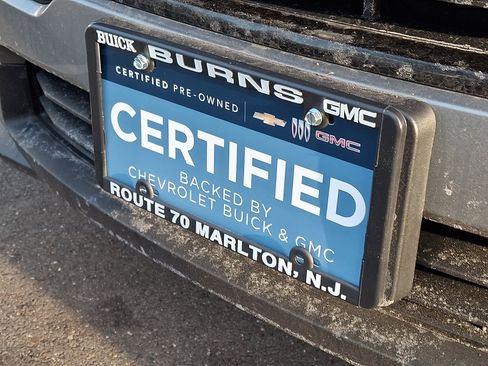 BUICK BURNS GMC
CERTIFIED PRE-OWNED GMC
CERTIFIED
BACKED BY
CHEVROLET BUICK & GMC
ROUTE 70 MARLTON, N.J.